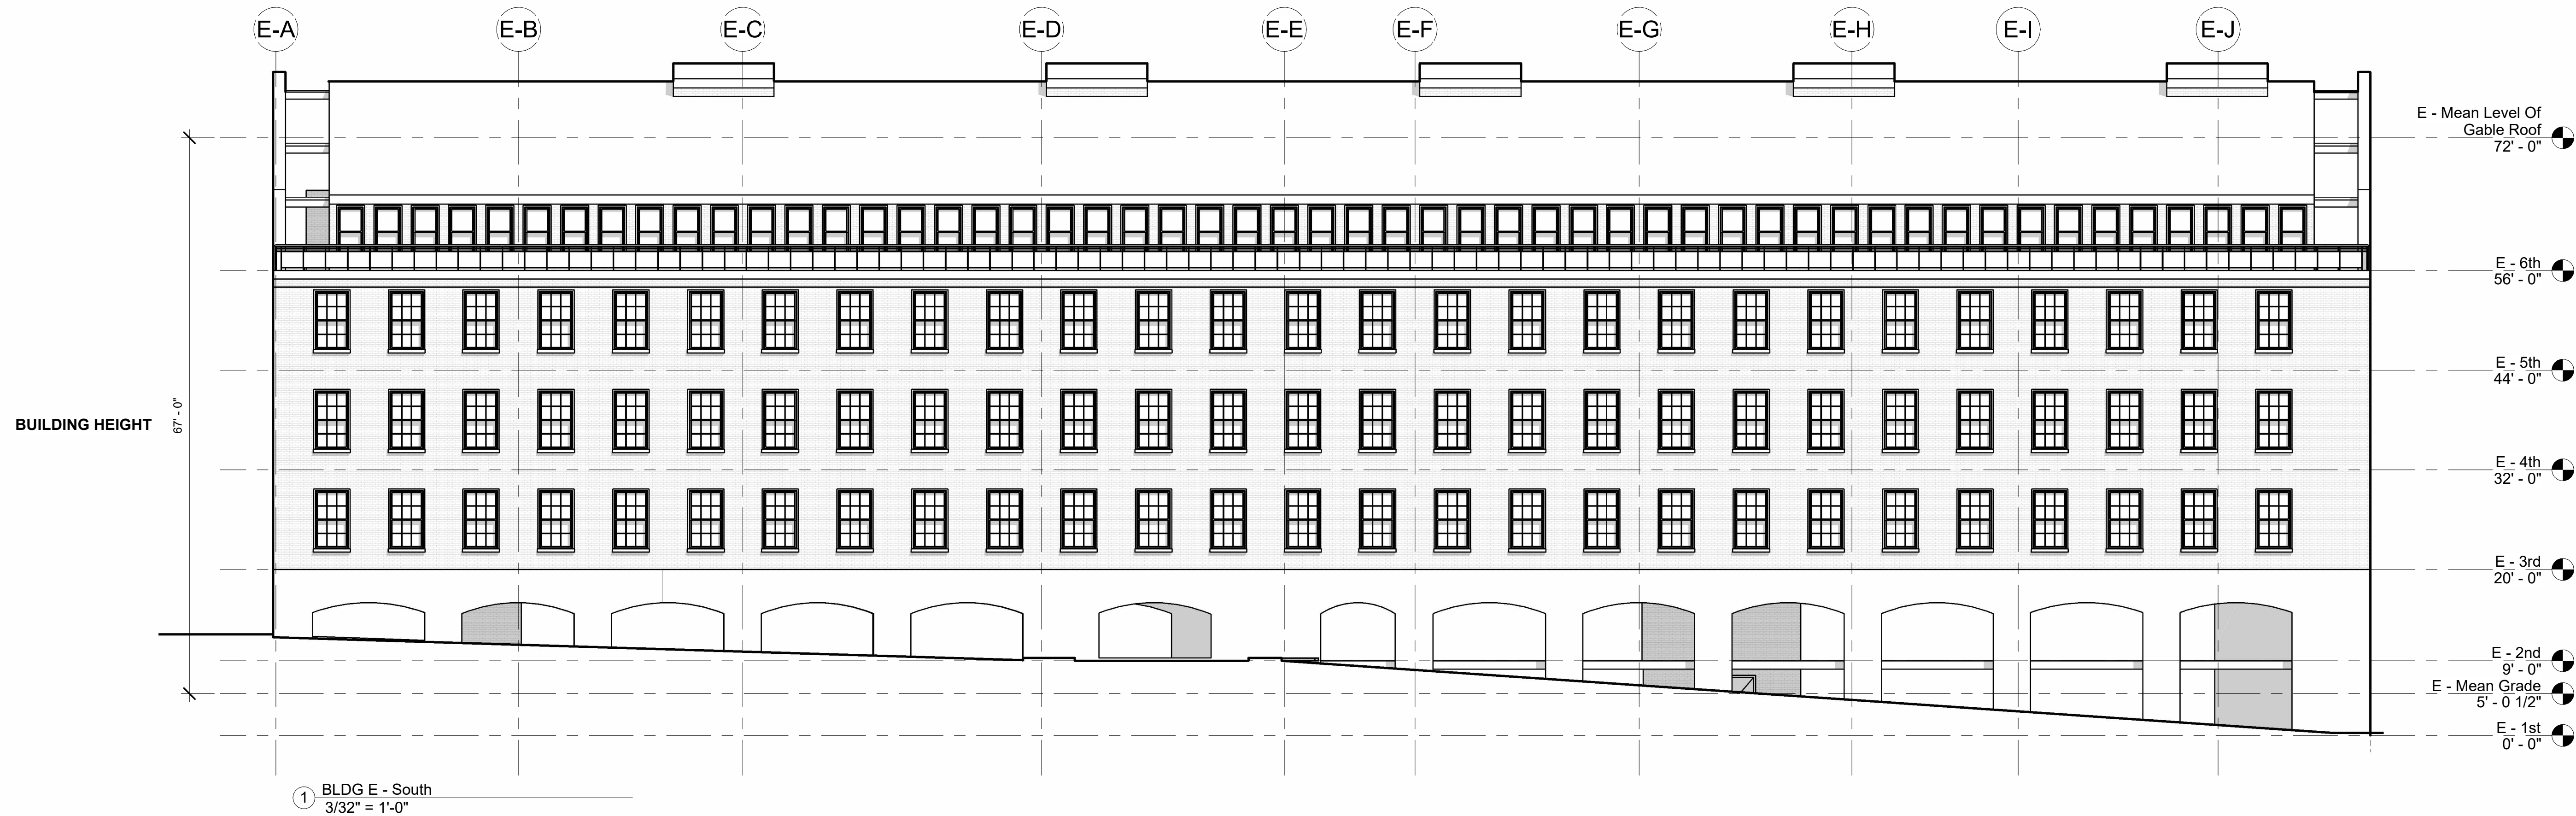 E-A
E-B
E-C
E-D
E-E
E-F
E-G
E-H
E-I
E-J
E - Mean Level Of
Gable Roof
72' - 0"
E - 6th
56' - 0"
E - 5th
44' - 0"
BUILDING HEIGHT
67' - 0"
E - 4th
32' - 0"
E - 3rd
20' - 0"
E - 2nd
9' - 0"
E - Mean Grade
5' - 0 1/2"
E - 1st
0' - 0"
1
BLDG E - South
3/32" = 1'-0"